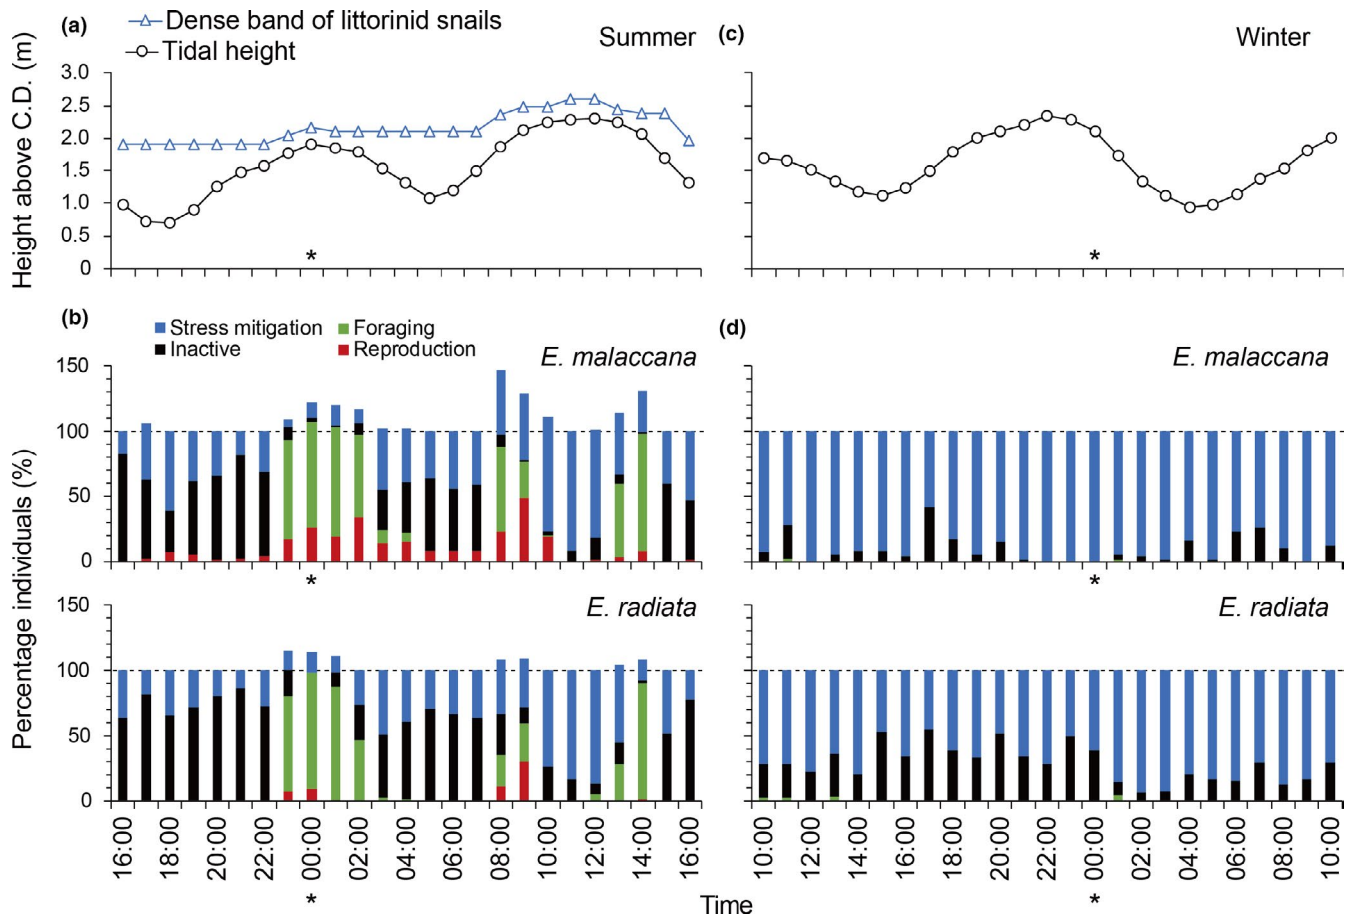 (a)
Dense band of littorinid snails
Tidal height
Summer
(c)
Winter
Height above C.D. (m)
3.0
2.5
2.0
1.5
1.0
0.5
0
*
*
(b)
Stress mitigation
Foraging
Inactive
Reproduction
E. malaccana
(d)
E. malaccana
Percentage individuals (%)
150
100
50
0
*
*
E. radiata
E. radiata
150
100
50
0
16:00 18:00 20:00 22:00 00:00 02:00 04:00 06:00 08:00 10:00 12:00 14:00 16:00
10:00 12:00 14:00 16:00 18:00 20:00 22:00 00:00 02:00 04:00 06:00 08:00 10:00
*
Time
*